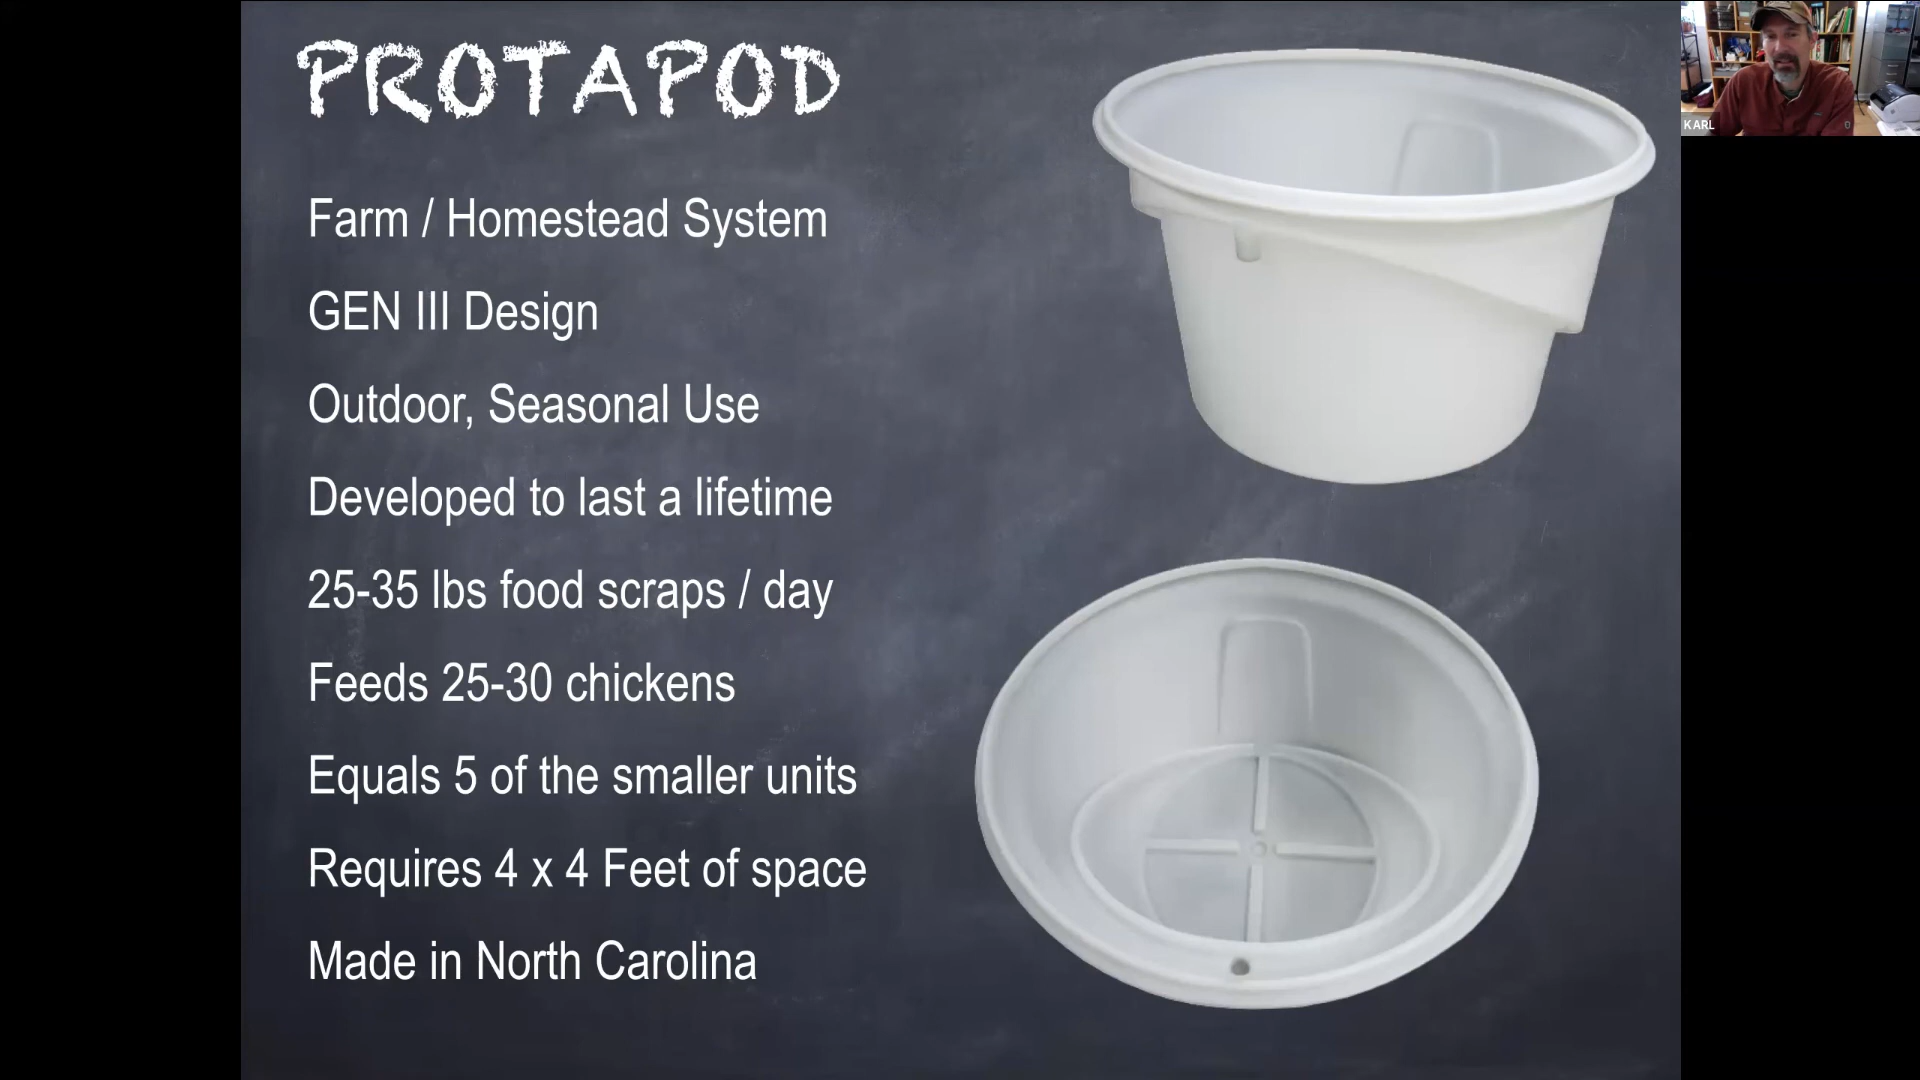 PROTAPOD
Farm / Homestead System
GEN III Design
Outdoor, Seasonal Use
Developed to last a lifetime
25-35 lbs food scraps / day
Feeds 25-30 chickens
Equals 5 of the smaller units
Requires 4 x 4 Feet of space
Made in North Carolina
KARL